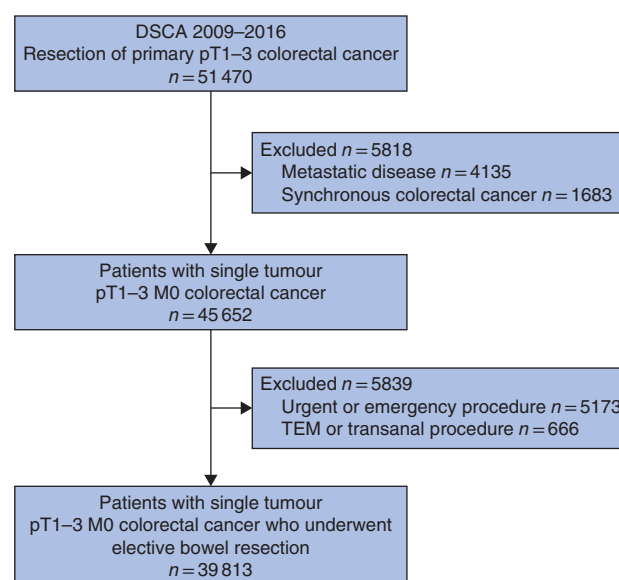 DSCA 2009–2016
Resection of primary pT1–3 colorectal cancer
n = 51 470
Excluded n = 5818
Metastatic disease n = 4135
Synchronous colorectal cancer n = 1683
Patients with single tumour
pT1–3 M0 colorectal cancer
n = 45 652
Excluded n = 5839
Urgent or emergency procedure n = 5173
TEM or transanal procedure n = 666
Patients with single tumour
pT1–3 M0 colorectal cancer who underwent
elective bowel resection
n = 39 813